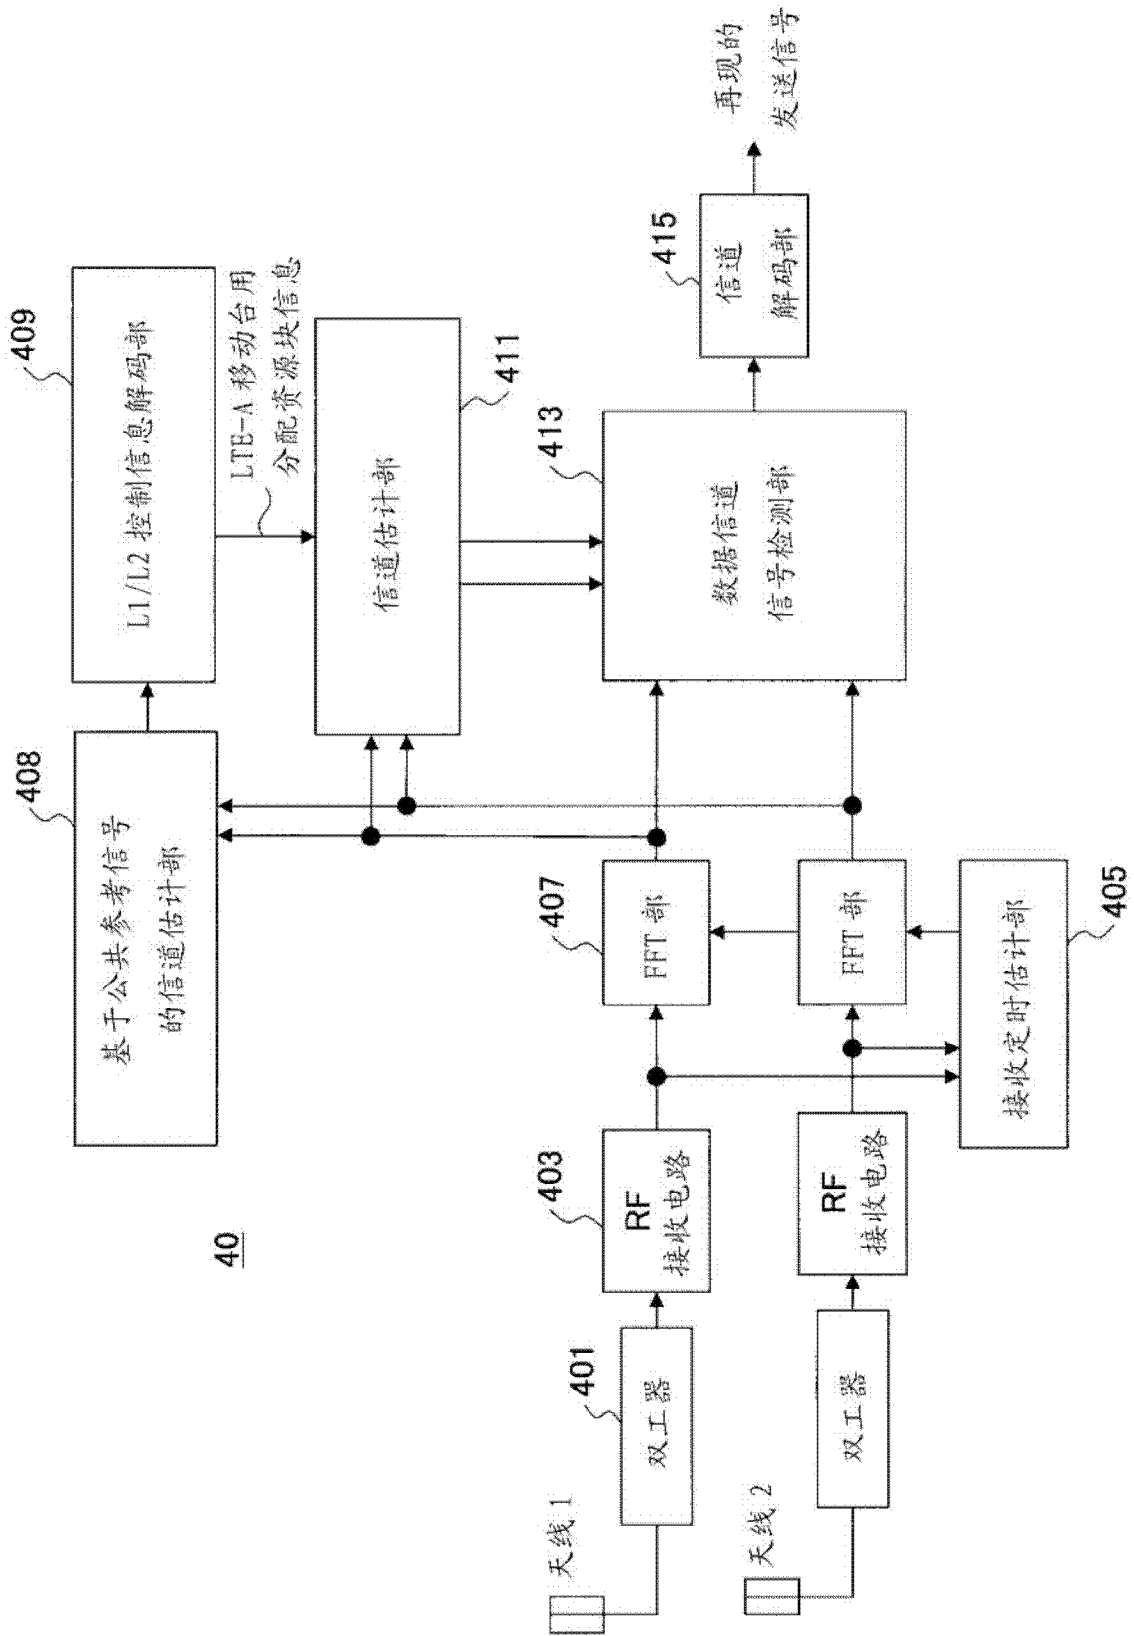 40
408
基于公共参考信号
的信道估计部
409
L1/L2 控制信息解码部
LTE-A 移动台用
分配资源块信息
信道估计部
411
天线 1
401
双工器
403
RF
接收电路
407
FFT 部
413
数据信道
信号检测部
415
信道
解码部
再现的
发送信号
天线 2
双工器
RF
接收电路
FFT 部
接收定时估计部
405